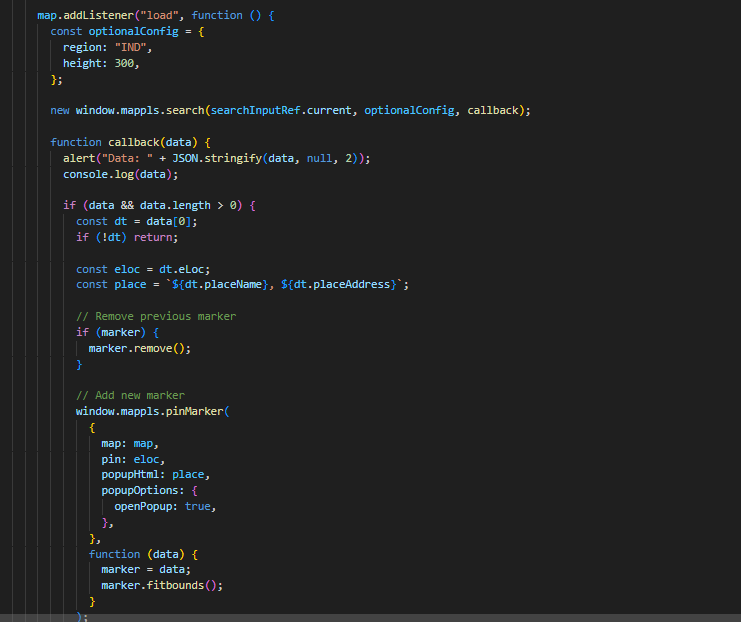 map.addListener("load", function () {
const optionalConfig = {
region: "IND",
height: 300,
};
new window.mappls.search(searchInputRef.current, optionalConfig, callback);
function callback(data) {
alert("Data: " + JSON.stringify(data, null, 2));
console.log(data);
if (data && data.length > 0) {
const dt = data[0];
if (!dt) return;
const eloc = dt.eLoc;
const place = `${dt.placeName}, ${dt.placeAddress}`;
// Remove previous marker
if (marker) {
marker.remove();
}
// Add new marker
window.mappls.pinMarker(
{
map: map,
pin: eloc,
popupHtml: place,
popupOptions: {
openPopup: true,
},
},
function (data) {
marker = data;
marker.fitbounds();
}
);